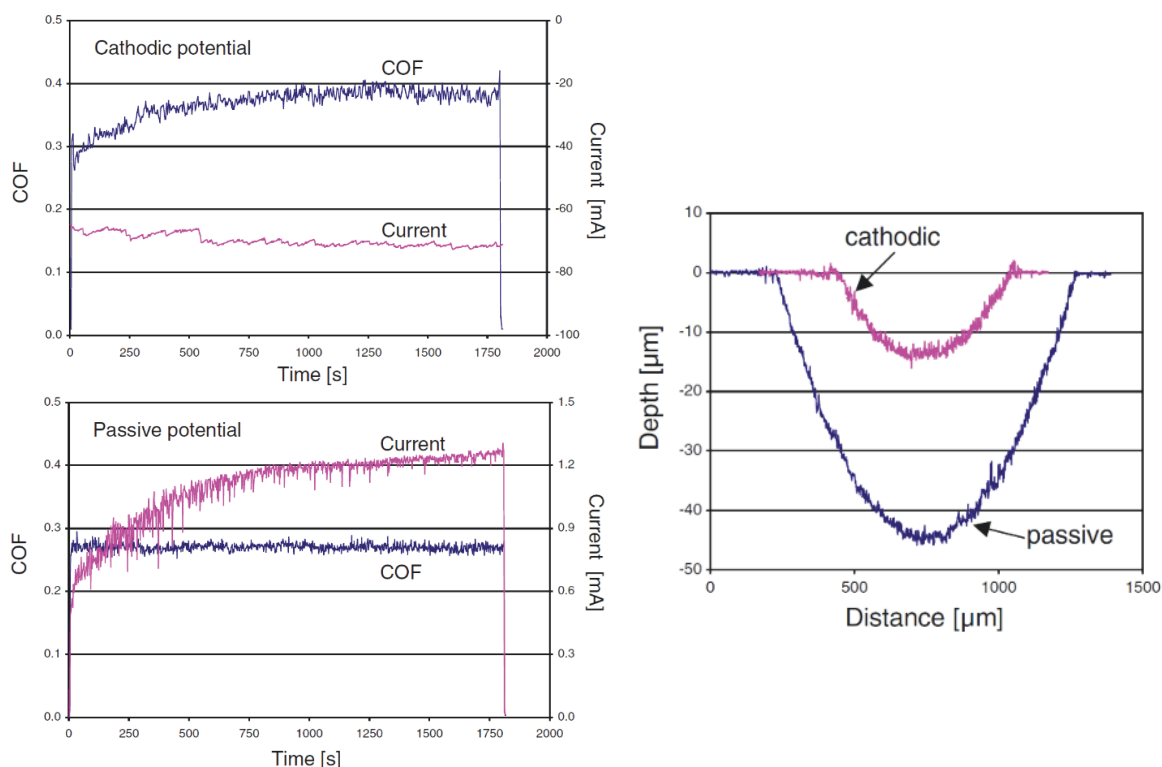 Cathodic potential
COF
Current
COF
0.5
0.4
0.3
0.2
0.1
0.0
0
-20
-40
-60
-80
-100
Current [mA]
0 250 500 750 1000 1250 1500 1750 2000
Time [s]
Passive potential
Current
COF
COF
0.5
0.4
0.3
0.2
0.1
0.0
1.5
1.2
0.9
0.6
0.3
0.0
Current [mA]
0 250 500 750 1000 1250 1500 1750 2000
Time [s]
cathodic
passive
Depth [µm]
10
0
-10
-20
-30
-40
-50
0 500 1000 1500
Distance [µm]